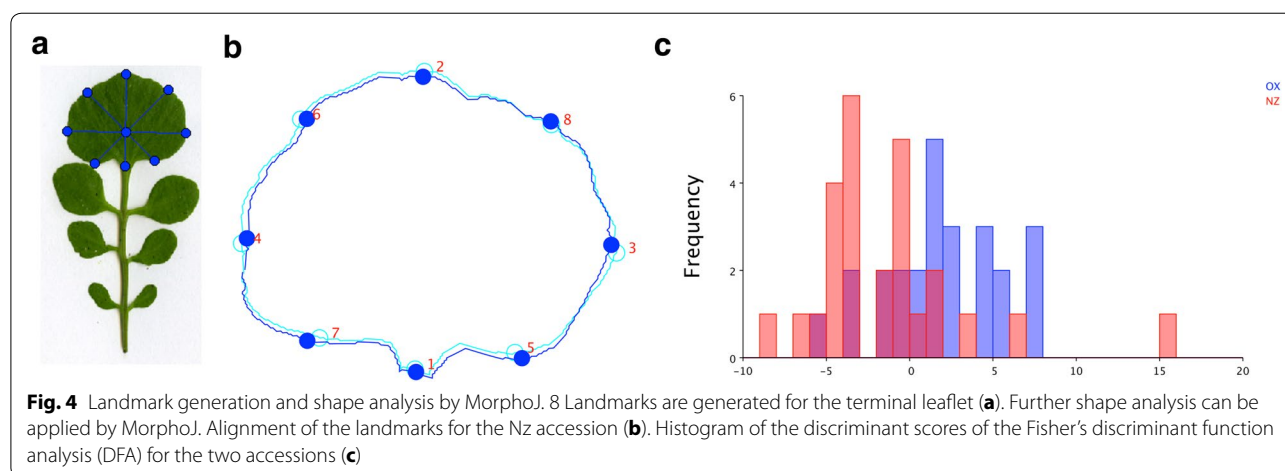 a
b
c
2
6
8
4
3
7
1
5
OX
NZ
Frequency
6
4
2
0
−10 −5 0 5 10 15 20
Fig. 4 Landmark generation and shape analysis by MorphoJ. 8 Landmarks are generated for the terminal leaflet (a). Further shape analysis can be
applied by MorphoJ. Alignment of the landmarks for the Nz accession (b). Histogram of the discriminant scores of the Fisher’s discriminant function
analysis (DFA) for the two accessions (c)